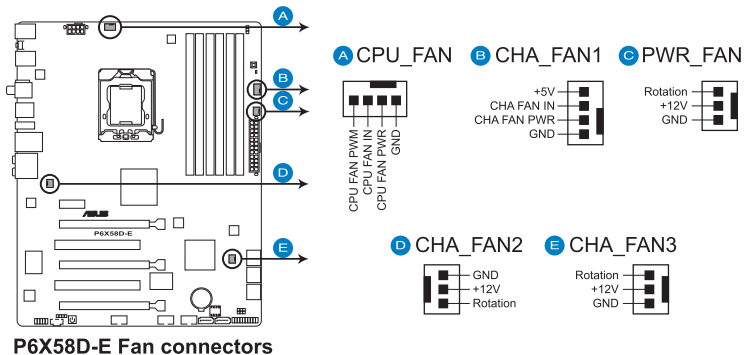 A
B
C
D
E
ASUS
P6X58D-E
P6X58D-E Fan connectors
A CPU_FAN
CPU FAN PWM
CPU FAN IN
CPU FAN PWR
GND
B CHA_FAN1
+5V
CHA FAN IN
CHA FAN PWR
GND
C PWR_FAN
Rotation
+12V
GND
D CHA_FAN2
GND
+12V
Rotation
E CHA_FAN3
Rotation
+12V
GND